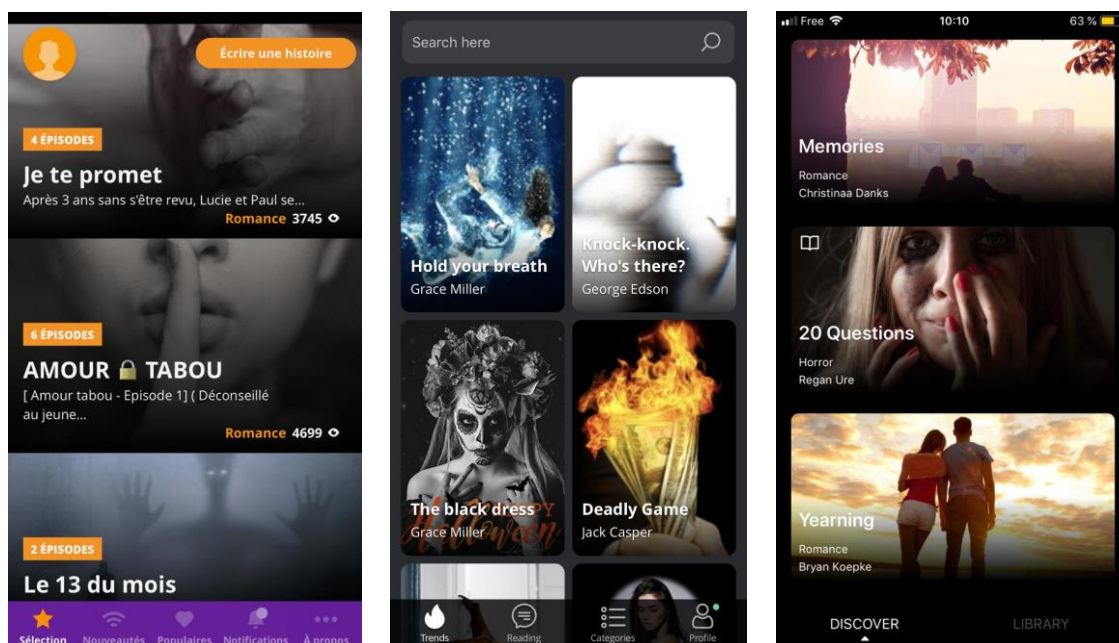 Écrire une histoire
4 ÉPISODES
Je te promet
Après 3 ans sans s'être revu, Lucie et Paul se...
Romance 3745
6 ÉPISODES
AMOUR 🔒 TABOU
[ Amour tabou - Episode 1] ( Déconseillé
au jeune...
Romance 4699
2 ÉPISODES
Le 13 du mois
Sélection Nouveautés Populaires Notifications À propos
Search here
Hold your breath
Grace Miller
Knock-knock.
Who's there?
George Edson
The black dress
Grace Miller
HAPPY
Halloween
Deadly Game
Jack Casper
Trends Reading Categories Profile
Free 10:10 63 %
Memories
Romance
Christinaa Danks
20 Questions
Horror
Regan Ure
Yearning
Romance
Bryan Koepke
DISCOVER LIBRARY